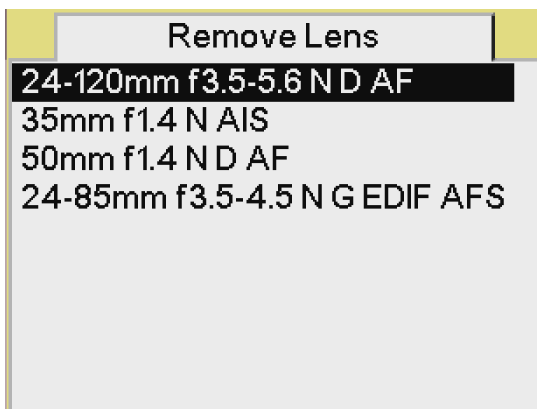 Remove Lens
24-120mm f3.5-5.6 N D AF
35mm f1.4 N AIS
50mm f1.4 N D AF
24-85mm f3.5-4.5 N G EDIF AFS